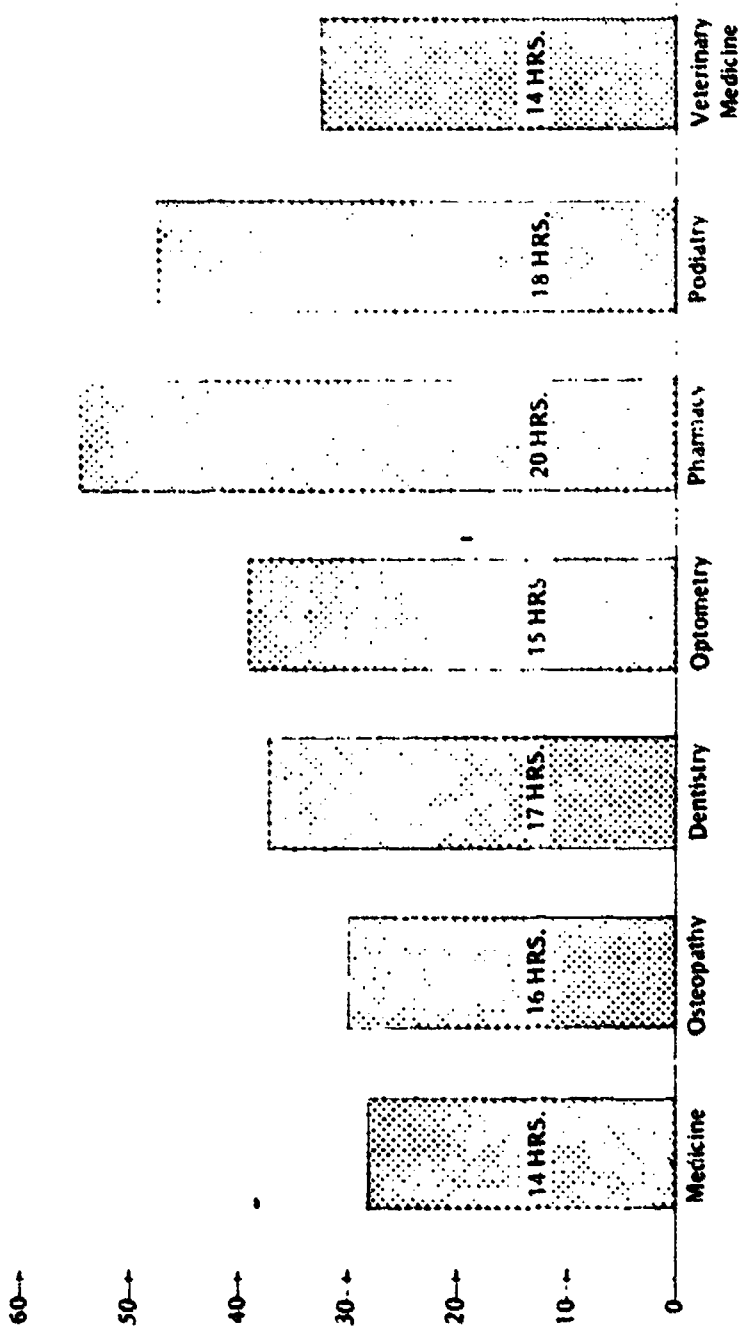 60
50
40
30
20
10
0
14 HRS.
16 HRS.
17 HRS.
15 HRS
20 HRS.
18 HRS.
14 HRS.
Medicine
Osteopathy
Dentistry
Optometry
Pharmacy
Podiatry
Veterinary
Medicine